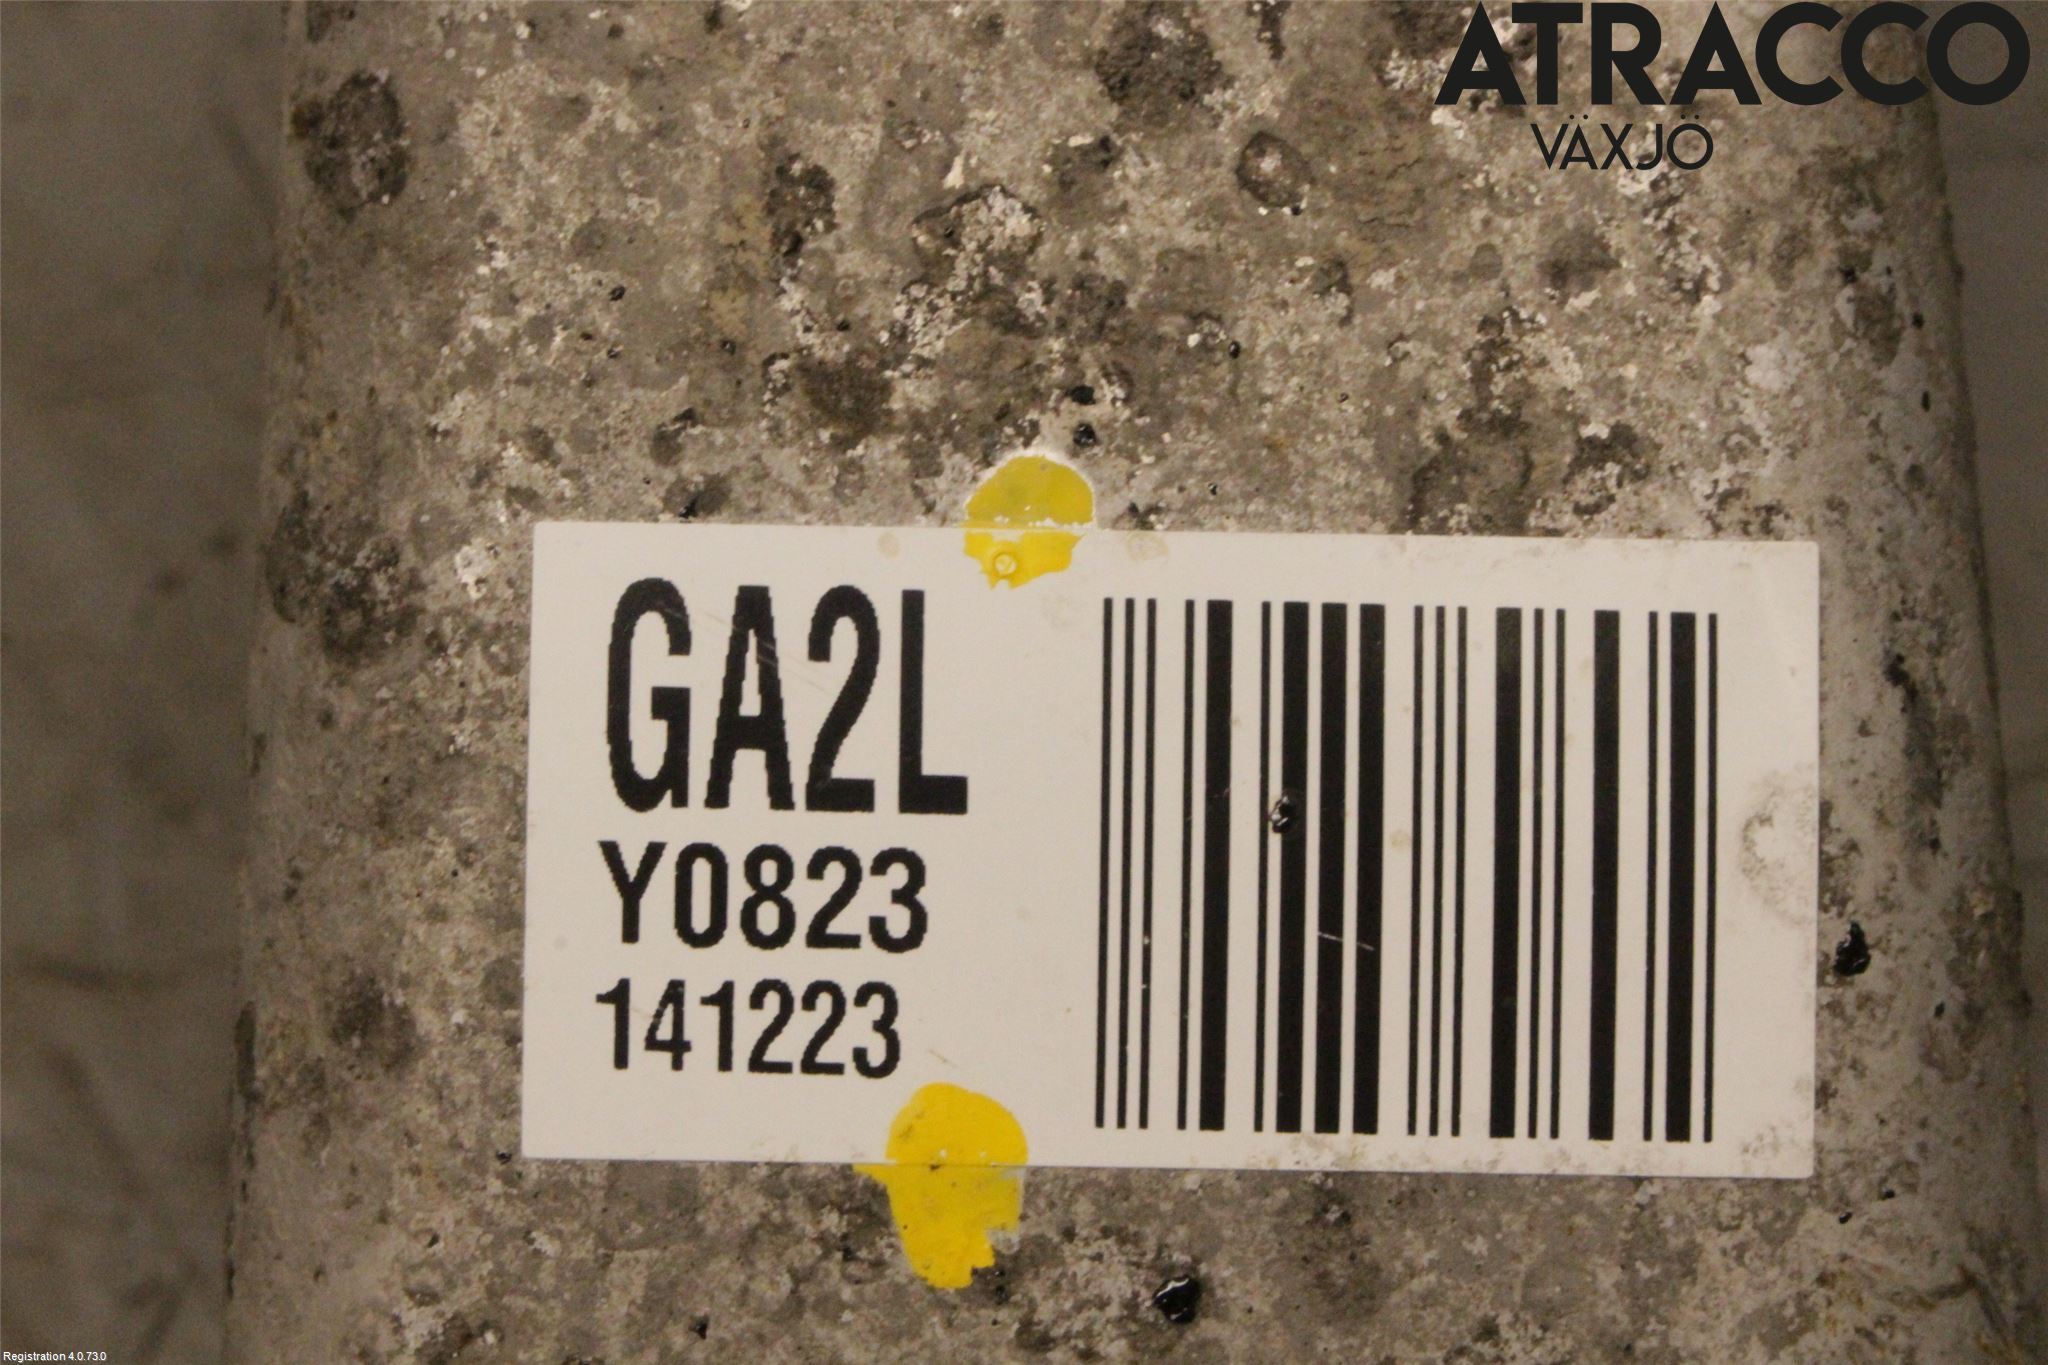 ATRACCO
VÄXJÖ
GA2L
Y0823
141223
Registration 4.0.73.0